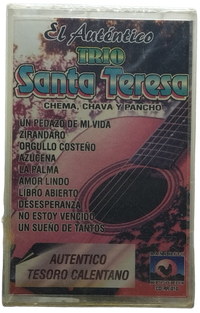 El Auténtico
TRIO
Santa Teresa
CHEMA, CHAVA Y PANCHO
UN PEDAZO DE MI VIDA
ZIRANDARO
ORGULLO COSTEÑO
AZUCENA
LA PALMA
AMOR LINDO
LIBRO ABIERTO
DESESPERANZA
NO ESTOY VENCIDO
UN SUEÑO DE TANTOS
AUTENTICO
TESORO CALENTANO